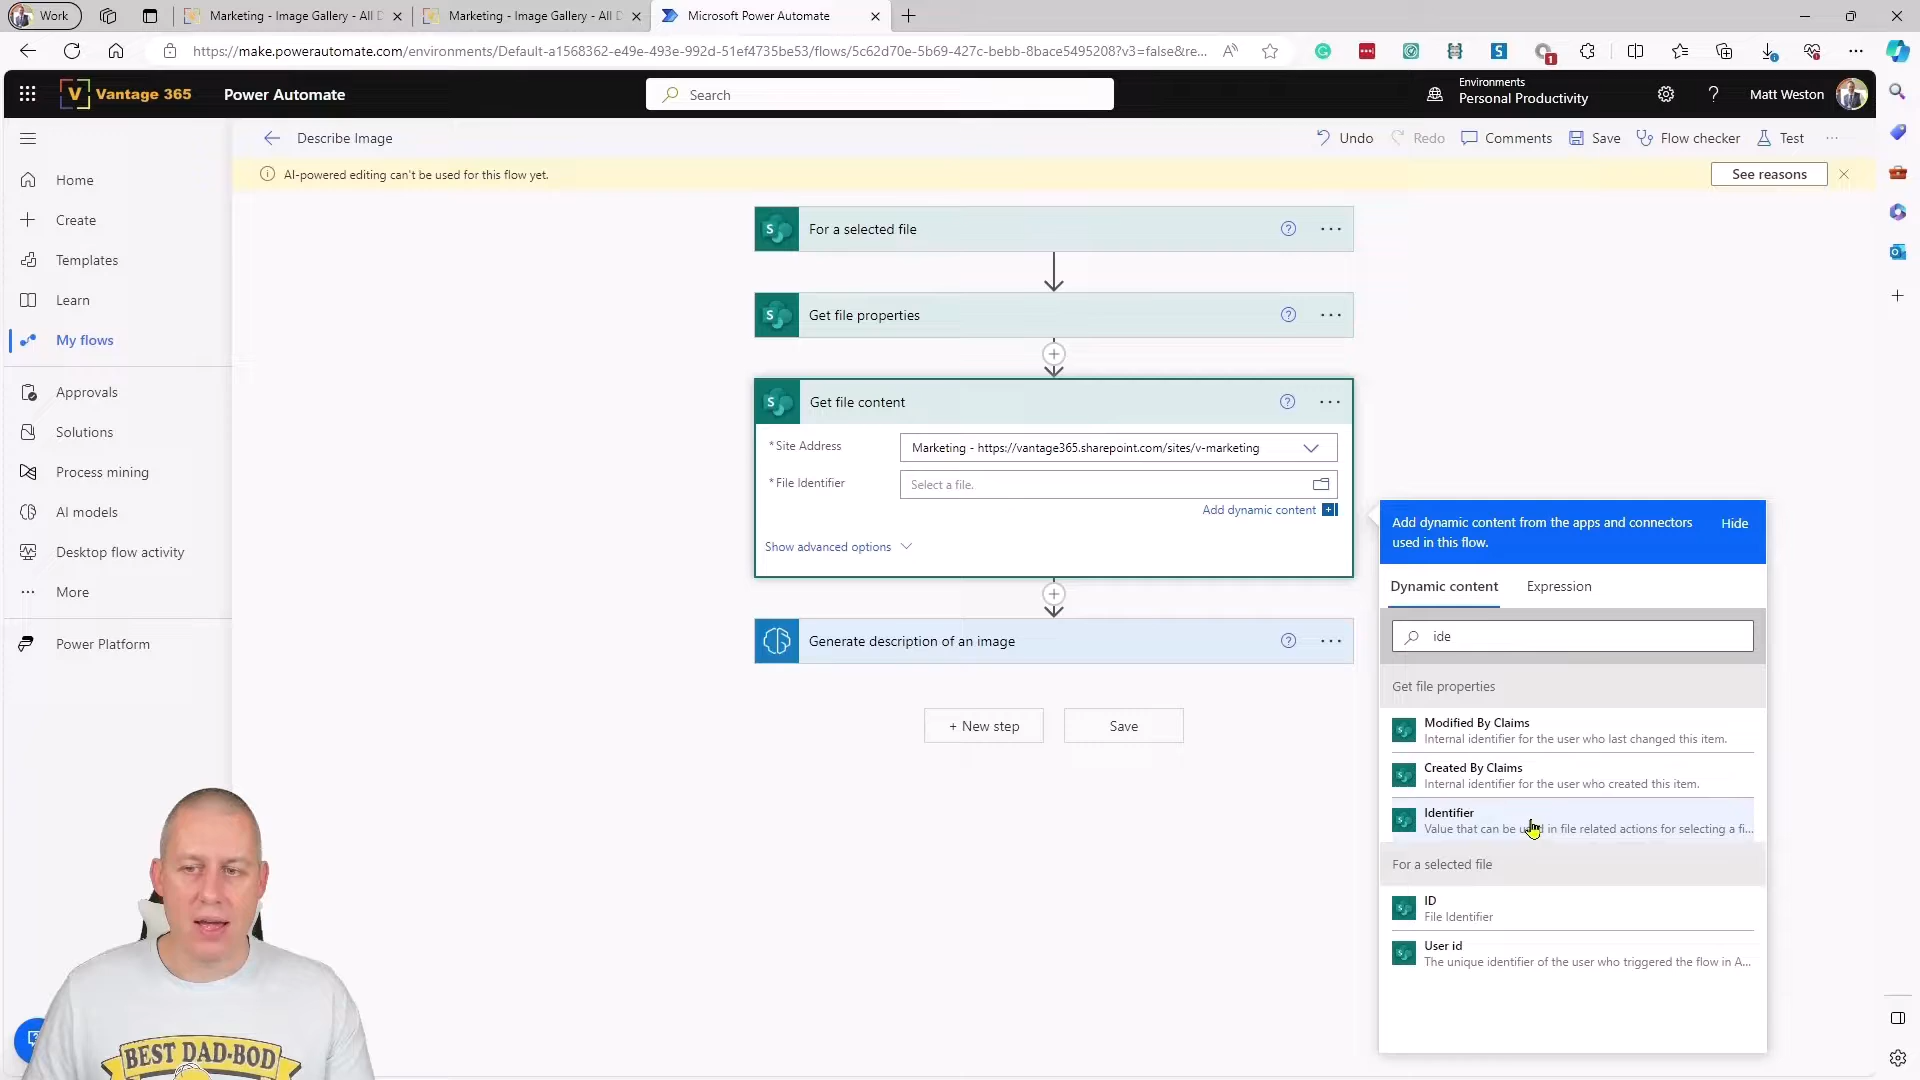 Work
Marketing - Image Gallery - All D
Marketing - Image Gallery - All D
Microsoft Power Automate
https://make.powerautomate.com/environments/Default-a1568362-e49e-493e-992d-51ef4735be53/flows/5c62d70e-5b69-427c-bebb-8bace5495208?v3=false&re...
1
V Vantage 365
Power Automate
Search
Environments
Personal Productivity
?
Matt Weston
Describe Image
Undo
Redo
Comments
Save
Flow checker
Test
AI-powered editing can't be used for this flow yet.
See reasons
Home
Create
Templates
Learn
My flows
Approvals
Solutions
Process mining
AI models
Desktop flow activity
More
Power Platform
For a selected file
Get file properties
Get file content
*Site Address
Marketing - https://vantage365.sharepoint.com/sites/v-marketing
*File Identifier
Select a file.
Add dynamic content
Show advanced options
Generate description of an image
+ New step
Save
Add dynamic content from the apps and connectors
used in this flow.
Hide
Dynamic content
Expression
ide
Get file properties
Modified By Claims
Internal identifier for the user who last changed this item.
Created By Claims
Internal identifier for the user who created this item.
Identifier
Value that can be used in file related actions for selecting a fi...
For a selected file
ID
File Identifier
User id
The unique identifier of the user who triggered the flow in A...
BEST DAD-BOD